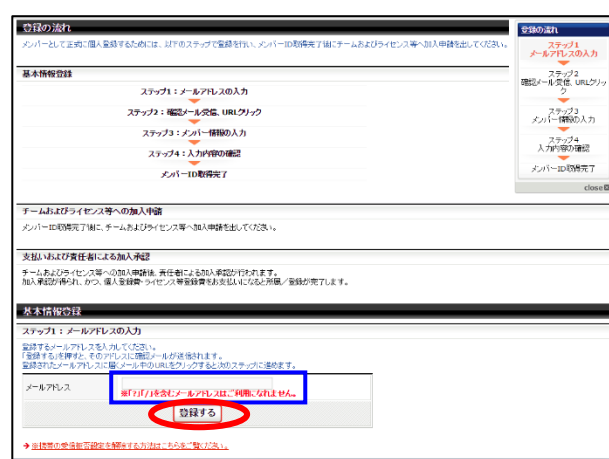 登録の流れ
メンバーとして正式に個人登録するためには、以下のステップで登録を行い、メンバーID取得完了後にチームおよびライセンス等へ加入申請を出してください。
基本情報登録
ステップ1：メールアドレスの入力
ステップ2：確認メール受信、URLクリック
ステップ3：メンバー情報の入力
ステップ4：入力内容の確認
メンバーID取得完了
チームおよびライセンス等への加入申請
メンバーID取得完了後に、チームおよびライセンス等へ加入申請を出してください。
支払いおよび責任者による加入承認
チームおよびライセンス等への加入申請後、責任者による加入承認が行われます。
加入承認が得られ、かつ、個人登録費・ライセンス等登録費をお支払いになると所属／登録が完了します。
基本情報登録
ステップ1：メールアドレスの入力
登録するメールアドレスを入力してください。
「登録する」を押すと、そのアドレスに確認メールが送信されます。
登録されたメールアドレスに届くメール中のURLをクリックすると次のステップに進めます。
メールアドレス
※「?」「/」を含むメールアドレスはご利用になれません。
登録する
→ ※携帯の受信拒否設定を解除する方法はこちらをご覧ください。
登録の流れ
ステップ1
メールアドレスの入力
ステップ2
確認メール受信、URLクリッ
ク
ステップ3
メンバー情報の入力
ステップ4
入力内容の確認
メンバーID取得完了
close